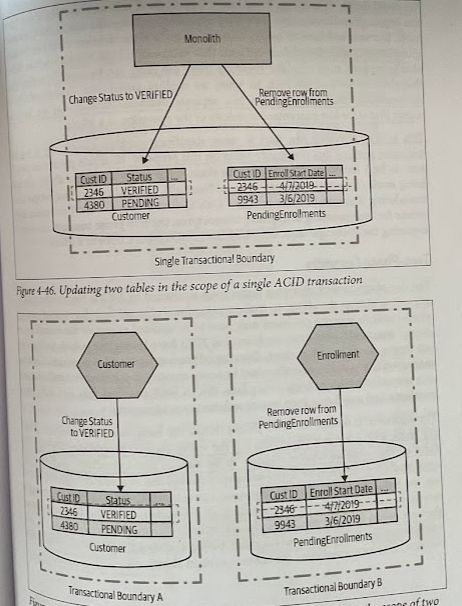 Monolith
Change Status to VERIFIED
Remove row from
PendingEnrollments
Cust ID Status ...
2346 VERIFIED
4380 PENDING
Customer
Cust ID Enroll Start Date ...
2346 4/7/2019
9943 3/6/2019
PendingEnrollments
Single Transactional Boundary
Figure 4-46. Updating two tables in the scope of a single ACID transaction
Customer
Change Status
to VERIFIED
Cust ID Status ...
2346 VERIFIED
4380 PENDING
Customer
Transactional Boundary A
Enrollment
Remove row from
PendingEnrollments
Cust ID Enroll Start Date ...
2346 4/7/2019
9943 3/6/2019
PendingEnrollments
Transactional Boundary B
of two